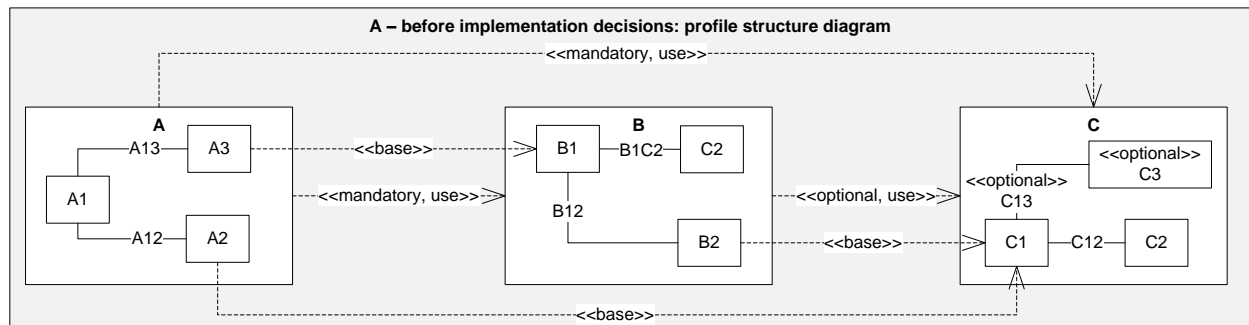 A – before implementation decisions: profile structure diagram
<<mandatory, use>>
A
B
C
A13
A3
<<base>>
B1
B1C2
C2
<<optional>>
C3
A1
<<mandatory, use>>
<<optional, use>>
<<optional>>
C13
B12
A12
A2
B2
<<base>>
C1
C12
C2
<<base>>